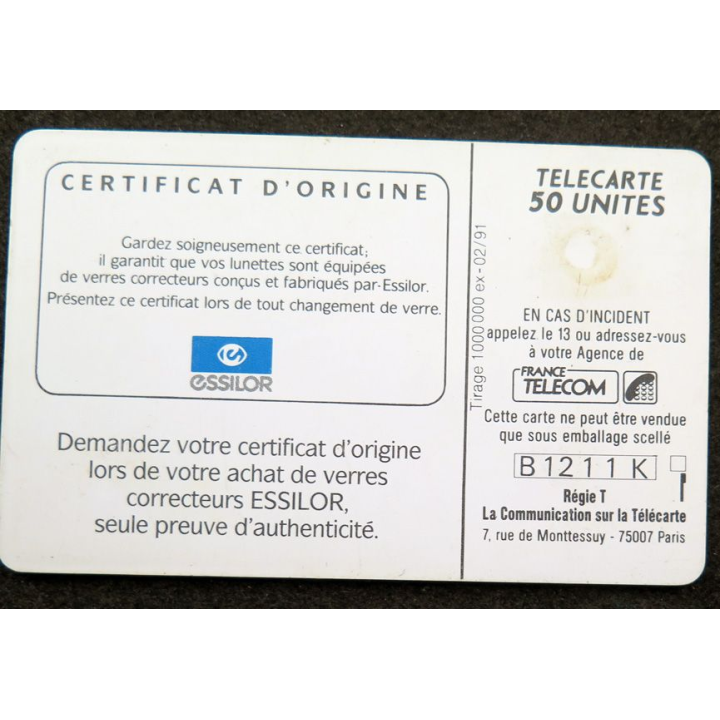 CERTIFICAT D'ORIGINE
Gardez soigneusement ce certificat;
il garantit que vos lunettes sont équipées
de verres correcteurs conçus et fabriqués par Essilor.
Présentez ce certificat lors de tout changement de verre.
essilor
Demandez votre certificat d'origine
lors de votre achat de verres
correcteurs ESSILOR,
seule preuve d'authenticité.
Tirage 1000000 ex - 02/91
TELECARTE
50 UNITES
EN CAS D'INCIDENT
appelez le 13 ou adressez-vous
à votre Agence de
FRANCE
TELECOM
Cette carte ne peut être vendue
que sous emballage scellé
B1211K
Régie T
La Communication sur la Télécarte
7, rue de Monttessuy - 75007 Paris